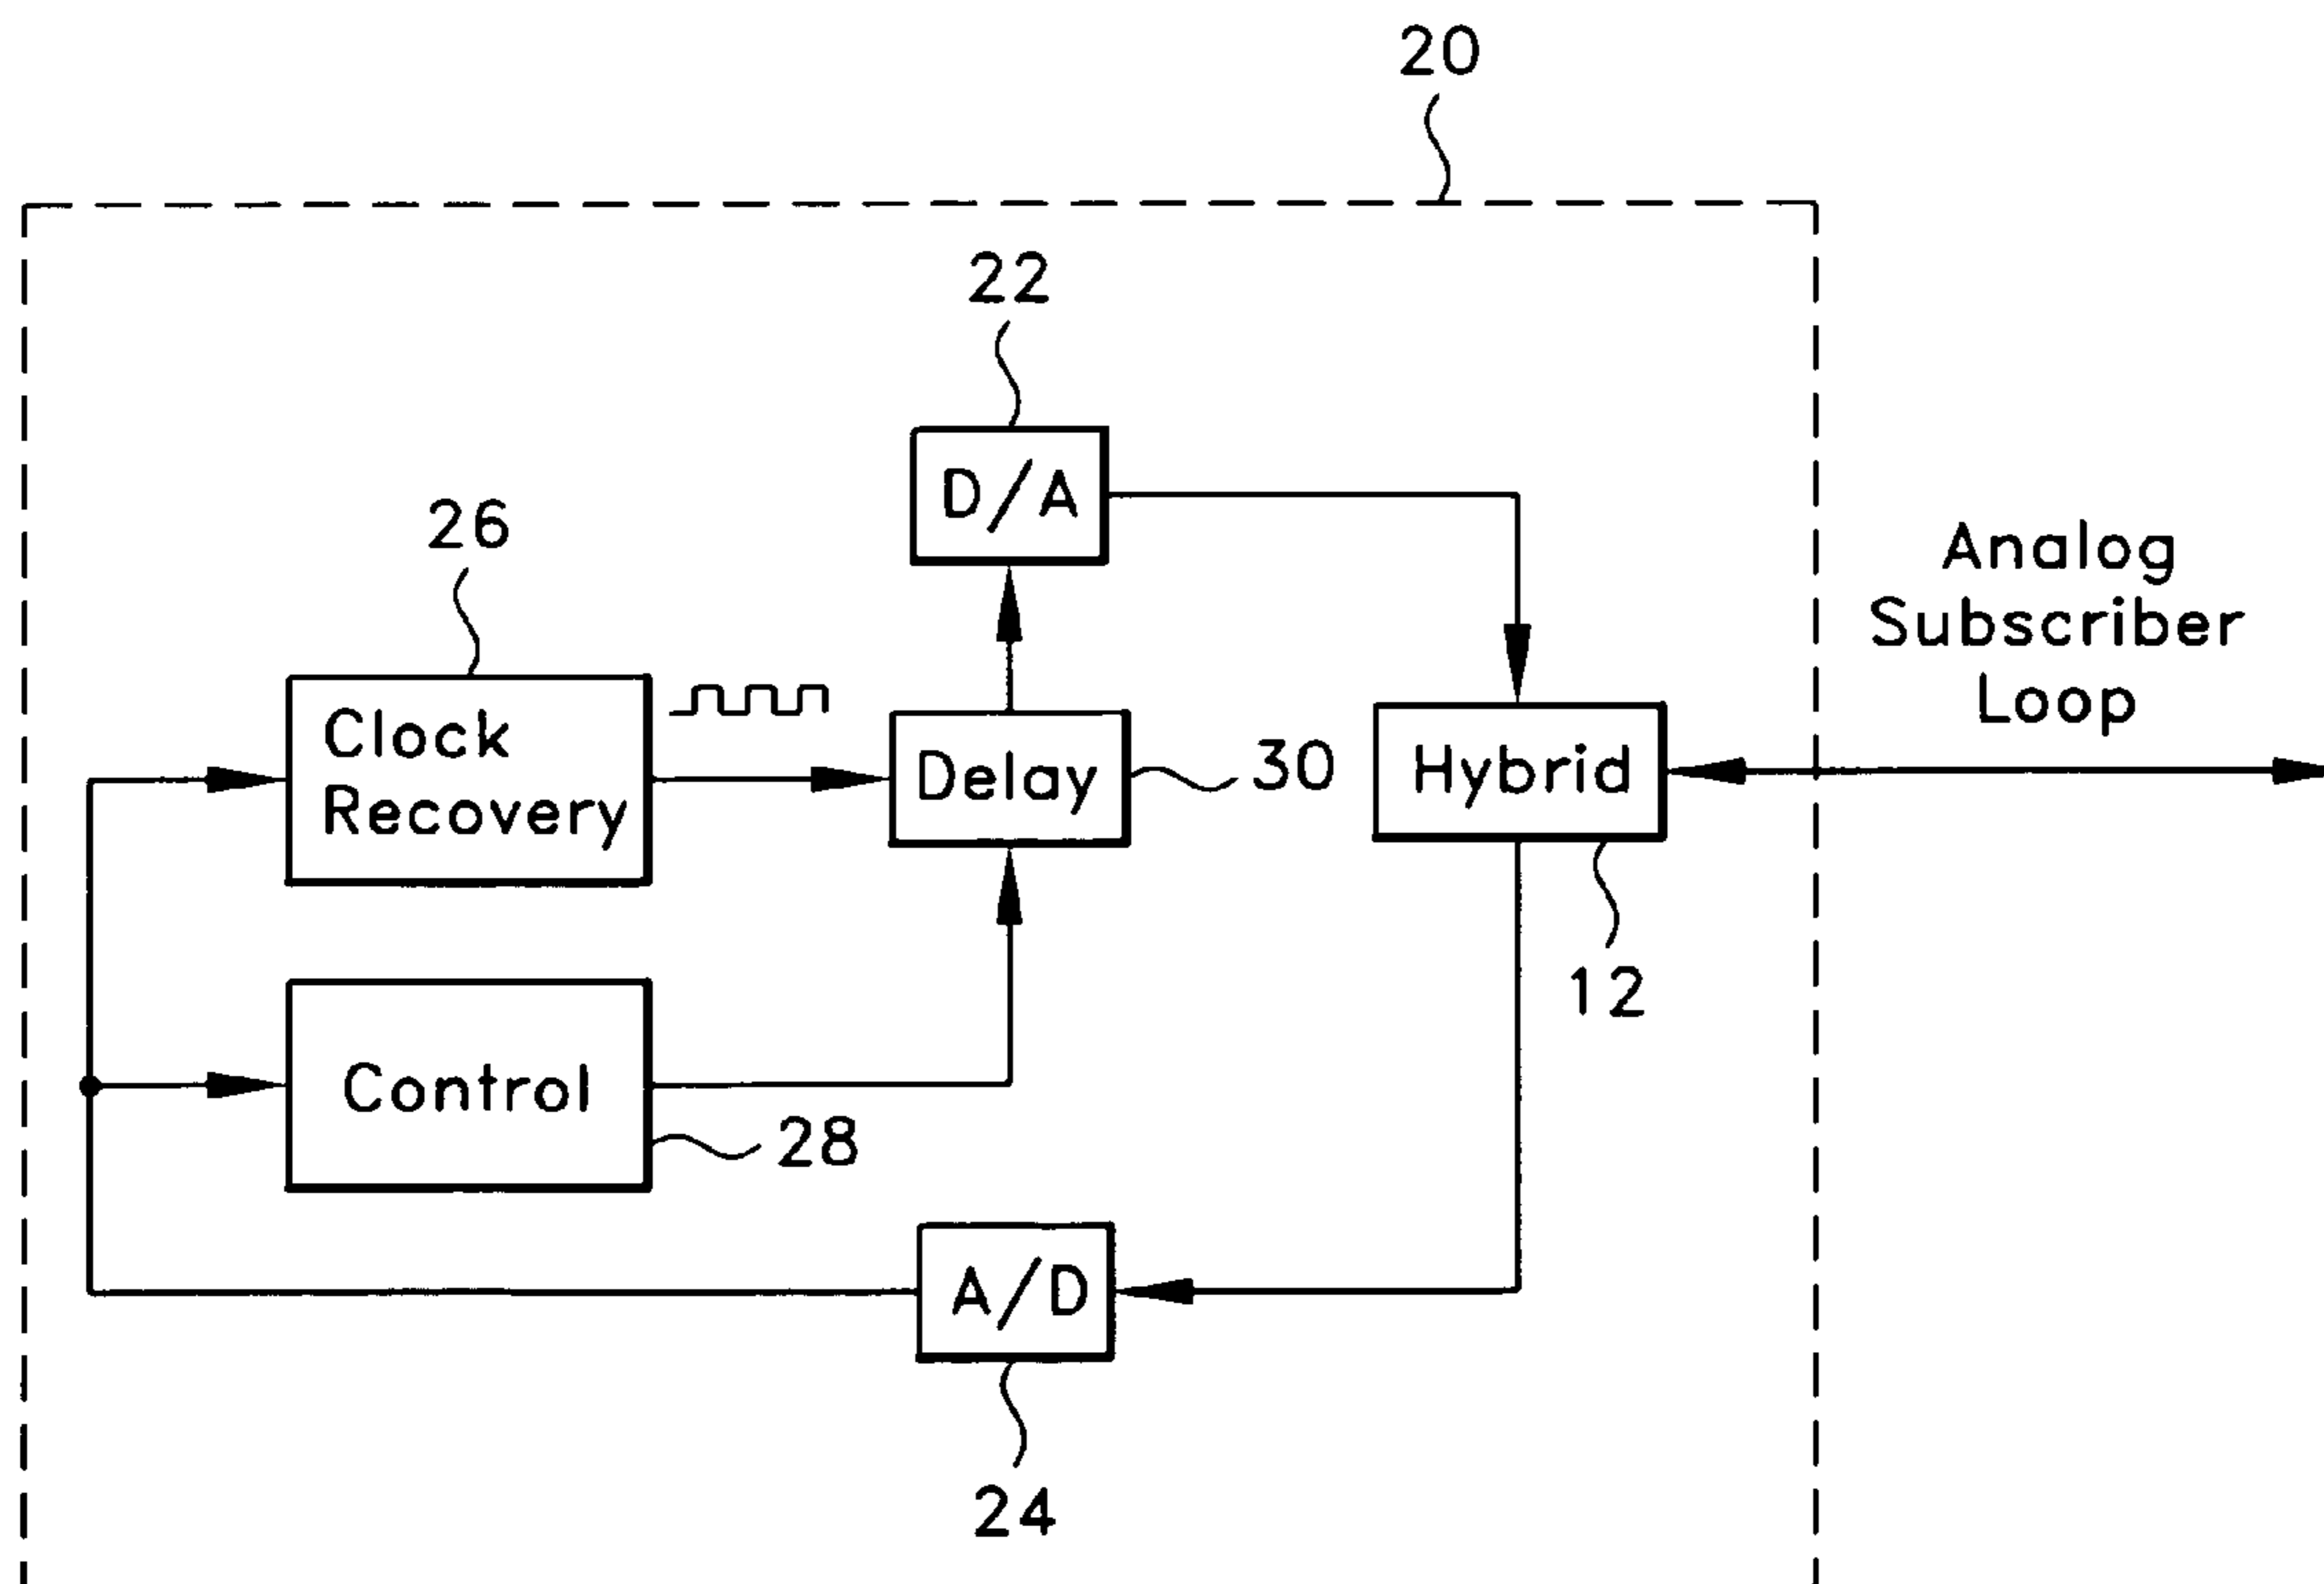 20
22
D/A
26
Analog
Subscriber
Loop
Clock
Recovery
Delay
30
Hybrid
12
Control
28
A/D
24